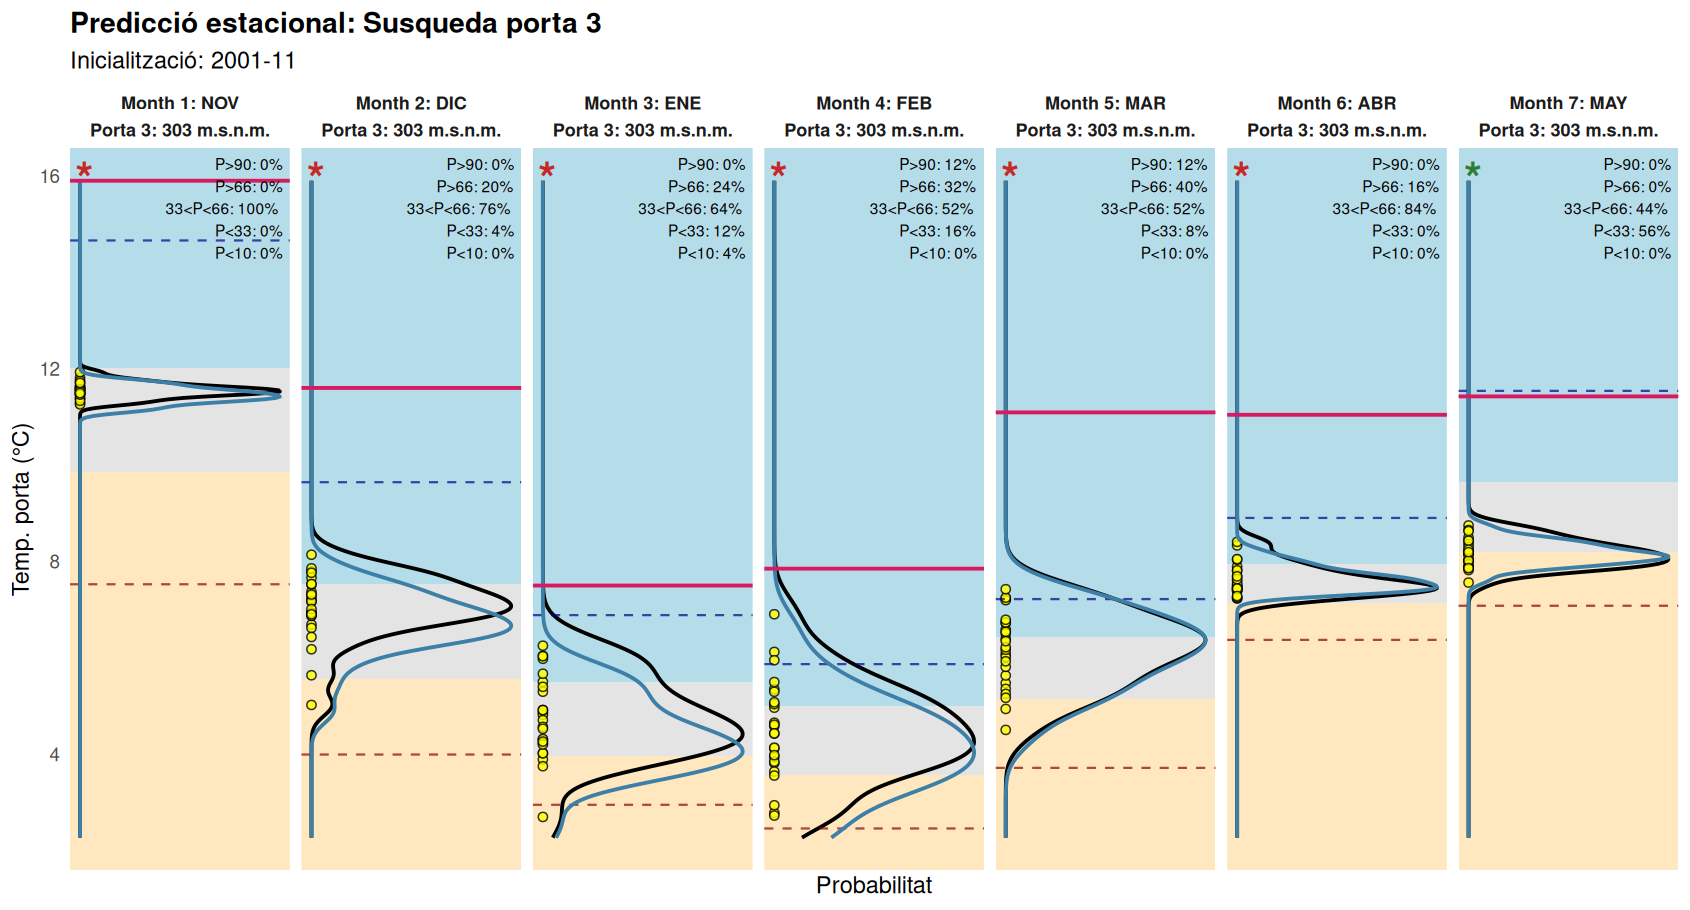 Predicció estacional: Susqueda porta 3
Inicialització: 2001-11
Month 1: NOV
Porta 3: 303 m.s.n.m.
Month 2: DIC
Porta 3: 303 m.s.n.m.
Month 3: ENE
Porta 3: 303 m.s.n.m.
Month 4: FEB
Porta 3: 303 m.s.n.m.
Month 5: MAR
Porta 3: 303 m.s.n.m.
Month 6: ABR
Porta 3: 303 m.s.n.m.
Month 7: MAY
Porta 3: 303 m.s.n.m.
*
P>90: 0%
P>66: 0%
33<P<66: 100%
P<33: 0%
P<10: 0%
*
P>90: 0%
P>66: 20%
33<P<66: 76%
P<33: 4%
P<10: 0%
*
P>90: 0%
P>66: 24%
33<P<66: 64%
P<33: 12%
P<10: 4%
*
P>90: 12%
P>66: 32%
33<P<66: 52%
P<33: 16%
P<10: 0%
*
P>90: 12%
P>66: 40%
33<P<66: 52%
P<33: 8%
P<10: 0%
*
P>90: 0%
P>66: 16%
33<P<66: 84%
P<33: 0%
P<10: 0%
*
P>90: 0%
P>66: 0%
33<P<66: 44%
P<33: 56%
P<10: 0%
16
12
8
4
Temp. porta (°C)
Probabilitat